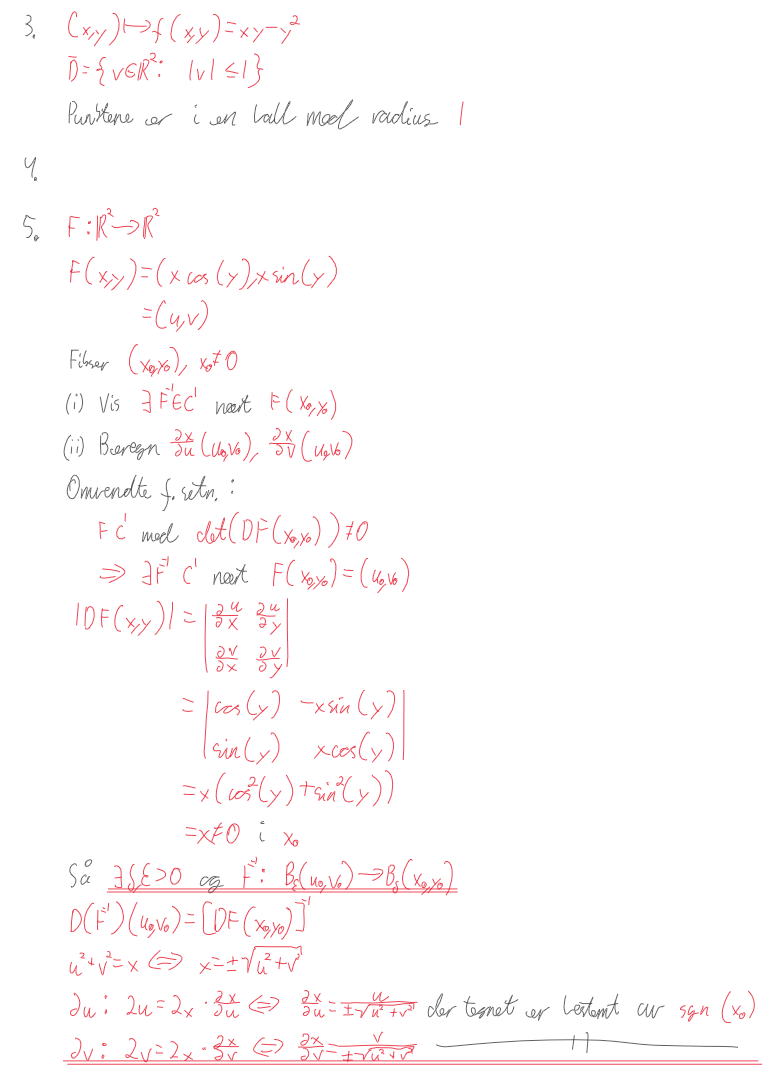 3. (x,y)↦f(x,y)=xy-y²
D̄={v∈ℝ²: |v|≤1}
Punktene er i en ball med radius 1
4.
5. F:ℝ²→ℝ²
F(x,y)=(x cos(y), x sin(y))
=(u,v)
Fikser (x₀,y₀), x₀≠0
(i) Vis ∃F⁻¹∈C¹ nært F(x₀,y₀)
(ii) Beregn ∂x/∂u (u₀,v₀), ∂x/∂v (u₀,v₀)
Omvendte f. setn.:
F C¹ med det(DF(x₀,y₀))≠0
⇒ ∃F⁻¹ C¹ nært F(x₀,y₀)=(u₀,v₀)
|DF(x,y)| = | ∂u/∂x ∂u/∂y |
| ∂v/∂x ∂v/∂y |
= | cos(y) -x sin(y) |
| sin(y) x cos(y) |
=x(cos²(y)+sin²(y))
=x≠0 i x₀
Så ∃δ,ε>0 og F⁻¹: B_ε(u₀,v₀)→B_δ(x₀,y₀)
D(F⁻¹)(u₀,v₀)=[DF(x₀,y₀)]⁻¹
u²+v²=x ⇔ x=±√(u²+v²)
∂u: 2u=2x·∂x/∂u ⇔ ∂x/∂u=u/(±√(u²+v²)) der tegnet er bestemt av sgn(x₀)
∂v: 2v=2x·∂x/∂v ⇔ ∂x/∂v=v/(±√(u²+v²)) —— 11 ——